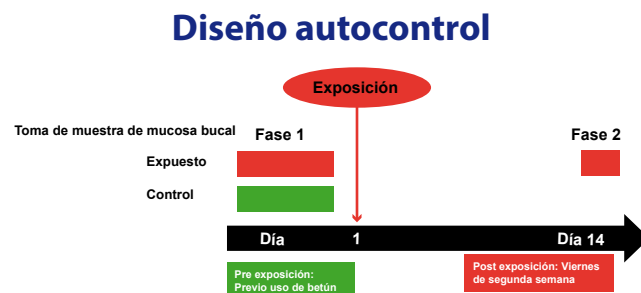 Diseño autocontrol
Exposición
Toma de muestra de mucosa bucal
Fase 1
Fase 2
Expuesto
Control
Día
1
Día 14
Pre exposición:
Previo uso de betún
Post exposición: Viernes
de segunda semana